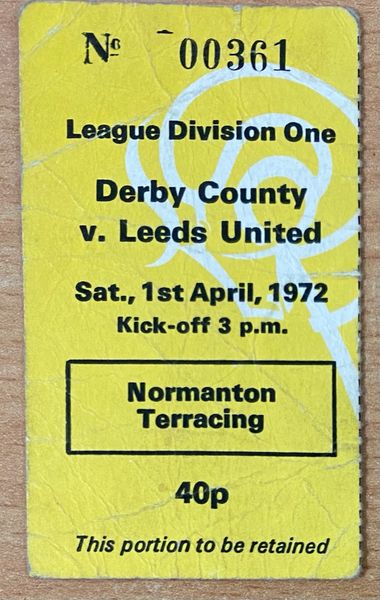 Nº 00361
League Division One
Derby County
v. Leeds United
Sat., 1st April, 1972
Kick-off 3 p.m.
Normanton
Terracing
40p
This portion to be retained